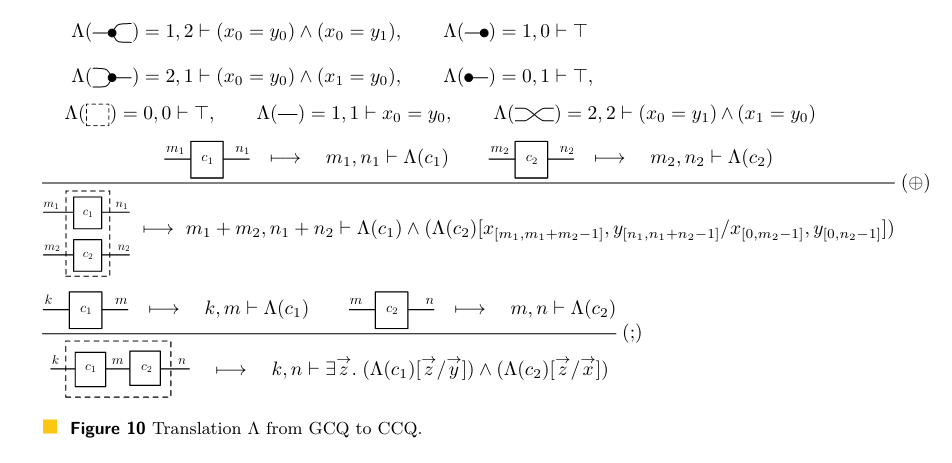 Λ( ) = 1, 2 ⊢ (x₀ = y₀) ∧ (x₀ = y₁), Λ( ) = 1, 0 ⊢ ⊤
Λ( ) = 2, 1 ⊢ (x₀ = y₀) ∧ (x₁ = y₀), Λ( ) = 0, 1 ⊢ ⊤,
Λ( ) = 0, 0 ⊢ ⊤, Λ( ) = 1, 1 ⊢ x₀ = y₀, Λ( ) = 2, 2 ⊢ (x₀ = y₁) ∧ (x₁ = y₀)
m₁ c₁ n₁ ⟼ m₁, n₁ ⊢ Λ(c₁) m₂ c₂ n₂ ⟼ m₂, n₂ ⊢ Λ(c₂)
(⊕)
m₁ c₁ n₁
m₂ c₂ n₂ ⟼ m₁ + m₂, n₁ + n₂ ⊢ Λ(c₁) ∧ (Λ(c₂)[x_{[m₁,m₁+m₂−1]}, y_{[n₁,n₁+n₂−1]}/x_{[0,m₂−1]}, y_{[0,n₂−1]}])
k c₁ m ⟼ k, m ⊢ Λ(c₁) m c₂ n ⟼ m, n ⊢ Λ(c₂)
(;)
k c₁ m c₂ n ⟼ k, n ⊢ ∃z⃗. (Λ(c₁)[z⃗/y⃗]) ∧ (Λ(c₂)[z⃗/x⃗])
Figure 10 Translation Λ from GCQ to CCQ.